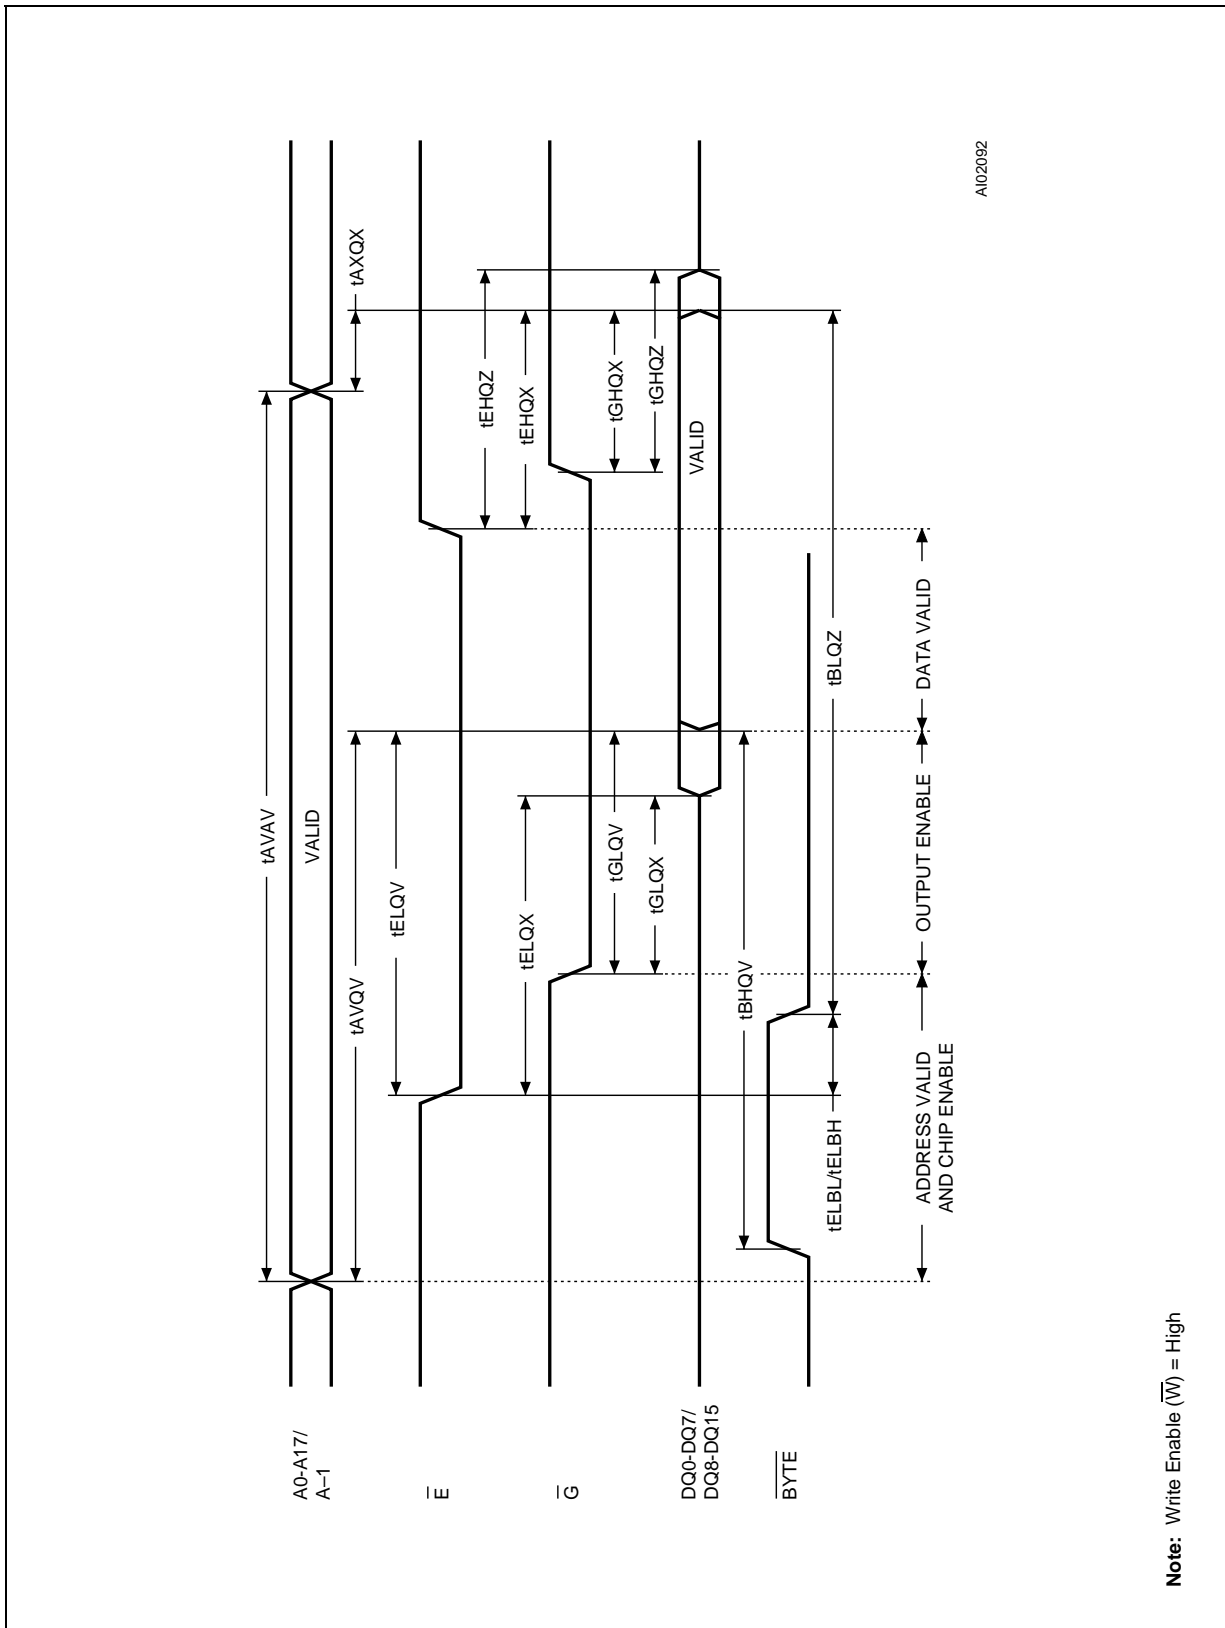 tAVAV
A0-A17/
A–1
VALID
tAVQV
tAXQX
tELQV
E̅
tEHQZ
tELQX
tEHQX
G̅
tGLQV
tGHQX
tGLQX
tGHQZ
DQ0-DQ7/
DQ8-DQ15
VALID
tBHQV
B̅Y̅T̅E̅
tELBL/tELBH
tBLQZ
ADDRESS VALID
AND CHIP ENABLE
OUTPUT ENABLE
DATA VALID
AI02092
Note: Write Enable (W̅) = High